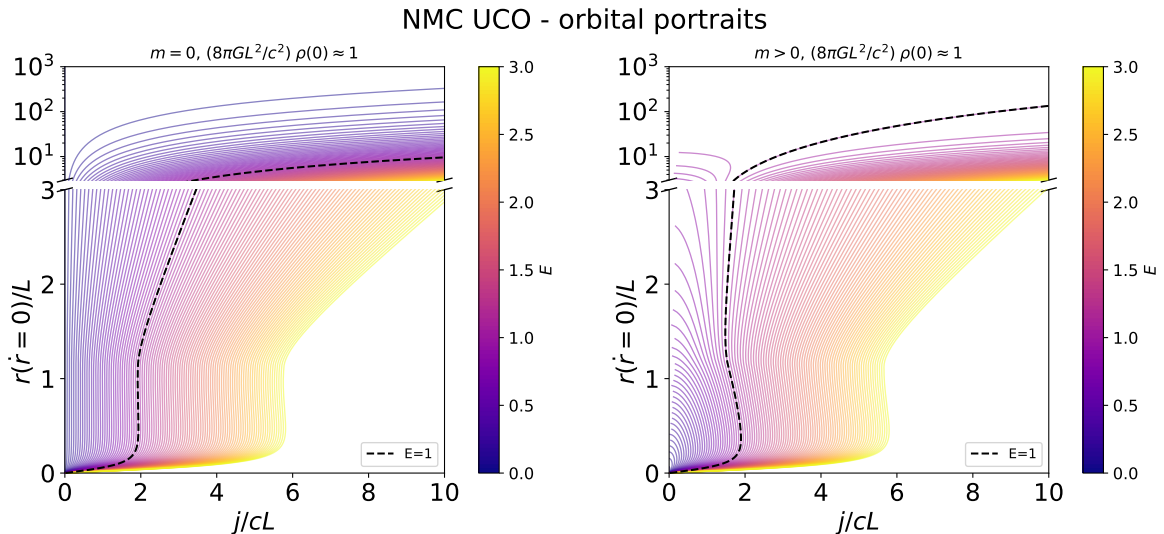 NMC UCO - orbital portraits
m = 0, (8πGL²/c²) ρ(0) ≈ 1
10³
10²
10¹
3
2
1
0
r(ṙ = 0)/L
0 2 4 6 8 10
j/cL
E=1
3.0
2.5
2.0
1.5
1.0
0.5
0.0
E
m > 0, (8πGL²/c²) ρ(0) ≈ 1
10³
10²
10¹
3
2
1
0
r(ṙ = 0)/L
0 2 4 6 8 10
j/cL
E=1
3.0
2.5
2.0
1.5
1.0
0.5
0.0
E